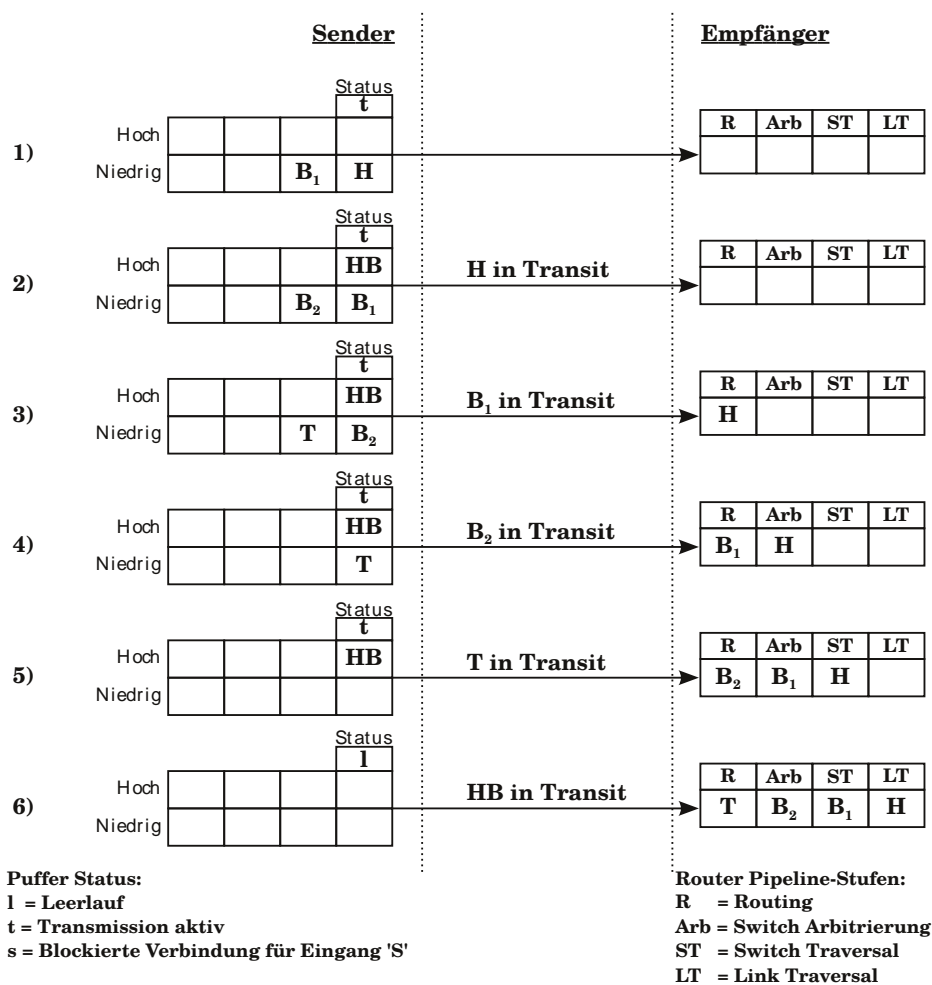 Sender Empfänger
Status
t
R Arb ST LT
Hoch
1)
Niedrig B₁ H
Status
t
R Arb ST LT
Hoch HB
2) H in Transit
Niedrig B₂ B₁
Status
t
R Arb ST LT
Hoch HB
3) B₁ in Transit
H
Niedrig T B₂
Status
t
R Arb ST LT
Hoch HB
4) B₂ in Transit
B₁ H
Niedrig T
Status
t
R Arb ST LT
Hoch HB
5) T in Transit
B₂ B₁ H
Niedrig
Status
l
R Arb ST LT
Hoch
6) HB in Transit
T B₂ B₁ H
Niedrig
Puffer Status:
l = Leerlauf
t = Transmission aktiv
s = Blockierte Verbindung für Eingang 'S'
Router Pipeline-Stufen:
R = Routing
Arb = Switch Arbitrierung
ST = Switch Traversal
LT = Link Traversal